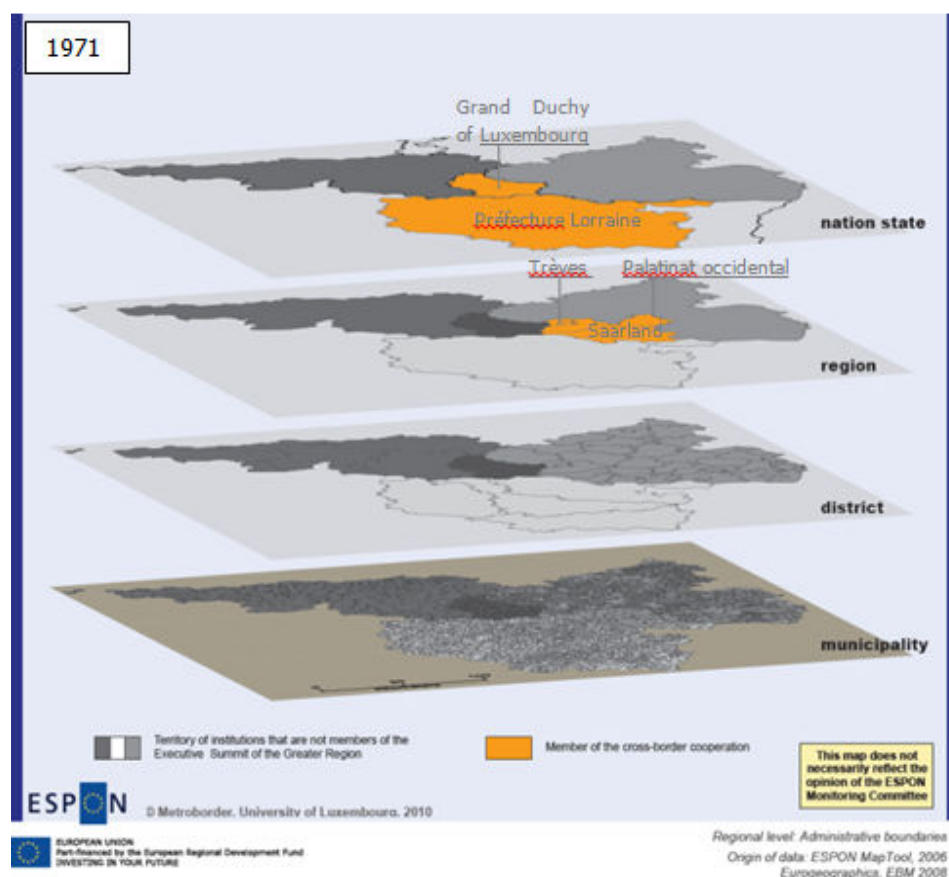 1971
Grand Duchy
of Luxembourg
Préfecture Lorraine
nation state
Trèves Palatinat occidental
Saarland
region
district
municipality
Territory of institutions that are not members of the
Executive Summit of the Greater Region
Member of the cross-border cooperation
This map does not
necessarily reflect the
opinion of the ESPON
Monitoring Committee
ESPON
© Metroborder, University of Luxembourg, 2010
EUROPEAN UNION
Part-financed by the European Regional Development Fund
INVESTING IN YOUR FUTURE
Regional level: Administrative boundaries
Origin of data: ESPON MapTool, 2006
Eurogeographics, EBM 2008